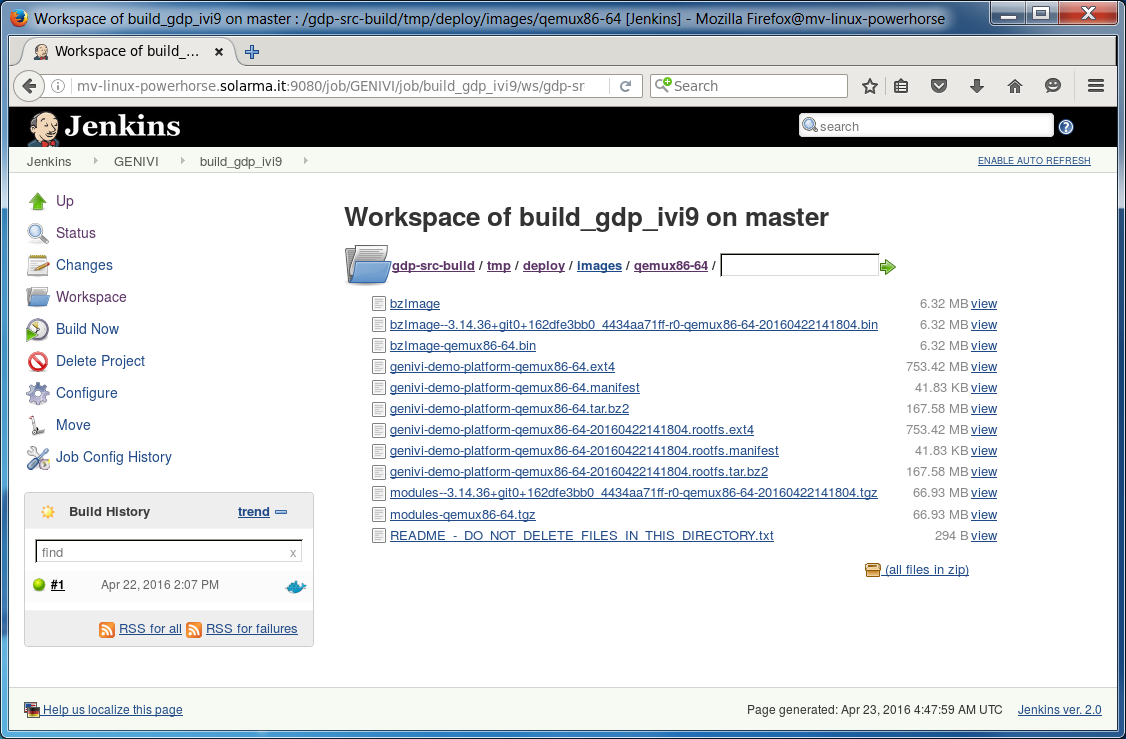 Workspace of build_gdp_ivi9 on master : /gdp-src-build/tmp/deploy/images/qemux86-64 [Jenkins] - Mozilla Firefox@mv-linux-powerhorse
Workspace of build_...
mv-linux-powerhorse.solarma.it:9080/job/GENIVI/job/build_gdp_ivi9/ws/gdp-sr
Search
Jenkins
search
Jenkins GENIVI build_gdp_ivi9 ENABLE AUTO REFRESH
Up
Status
Changes
Workspace
Build Now
Delete Project
Configure
Move
Job Config History
Build History trend
find x
#1 Apr 22, 2016 2:07 PM
RSS for all RSS for failures
Workspace of build_gdp_ivi9 on master
gdp-src-build / tmp / deploy / images / qemux86-64 /
bzImage 6.32 MB view
bzImage--3.14.36+git0+162dfe3bb0_4434aa71ff-r0-qemux86-64-20160422141804.bin 6.32 MB view
bzImage-qemux86-64.bin 6.32 MB view
genivi-demo-platform-qemux86-64.ext4 753.42 MB view
genivi-demo-platform-qemux86-64.manifest 41.83 KB view
genivi-demo-platform-qemux86-64.tar.bz2 167.58 MB view
genivi-demo-platform-qemux86-64-20160422141804.rootfs.ext4 753.42 MB view
genivi-demo-platform-qemux86-64-20160422141804.rootfs.manifest 41.83 KB view
genivi-demo-platform-qemux86-64-20160422141804.rootfs.tar.bz2 167.58 MB view
modules--3.14.36+git0+162dfe3bb0_4434aa71ff-r0-qemux86-64-20160422141804.tgz 66.93 MB view
modules-qemux86-64.tgz 66.93 MB view
README_-_DO_NOT_DELETE_FILES_IN_THIS_DIRECTORY.txt 294 B view
(all files in zip)
Help us localize this page
Page generated: Apr 23, 2016 4:47:59 AM UTC Jenkins ver. 2.0